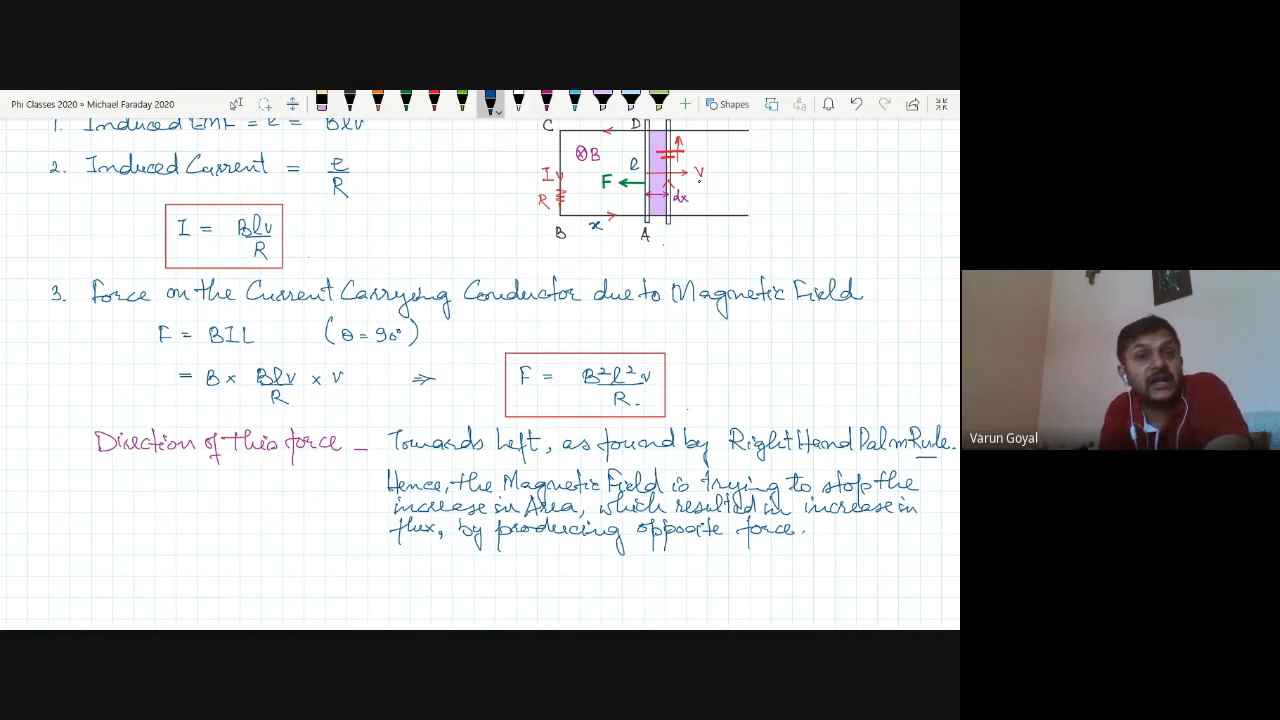 Phi Classes 2020 » Michael Faraday 2020
Shapes
1. Induced EMF = e = Blv
2. Induced Current = e/R
I = Blv/R
C
D
⊗B
I
R
F
l
V
dx
B
x
A
3. Force on the Current Carrying Conductor due to Magnetic Field
F = BIL (θ = 90°)
= B × Blv/R × v ⇒ F = B²l²v/R.
Direction of this force – Towards Left, as found by Right Hand Palm Rule.
Hence, the Magnetic Field is trying to stop the
increase in Area, which resulted in increase in
flux, by producing opposite force.
Varun Goyal